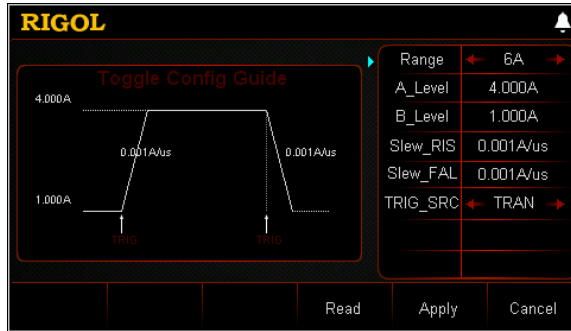 RIGOL
Toggle Config Guide
4.000A
0.001A/us
0.001A/us
1.000A
TRIG
TRIG
Range 6A
A_Level 4.000A
B_Level 1.000A
Slew_RIS 0.001A/us
Slew_FAL 0.001A/us
TRIG_SRC TRAN
Read Apply Cancel